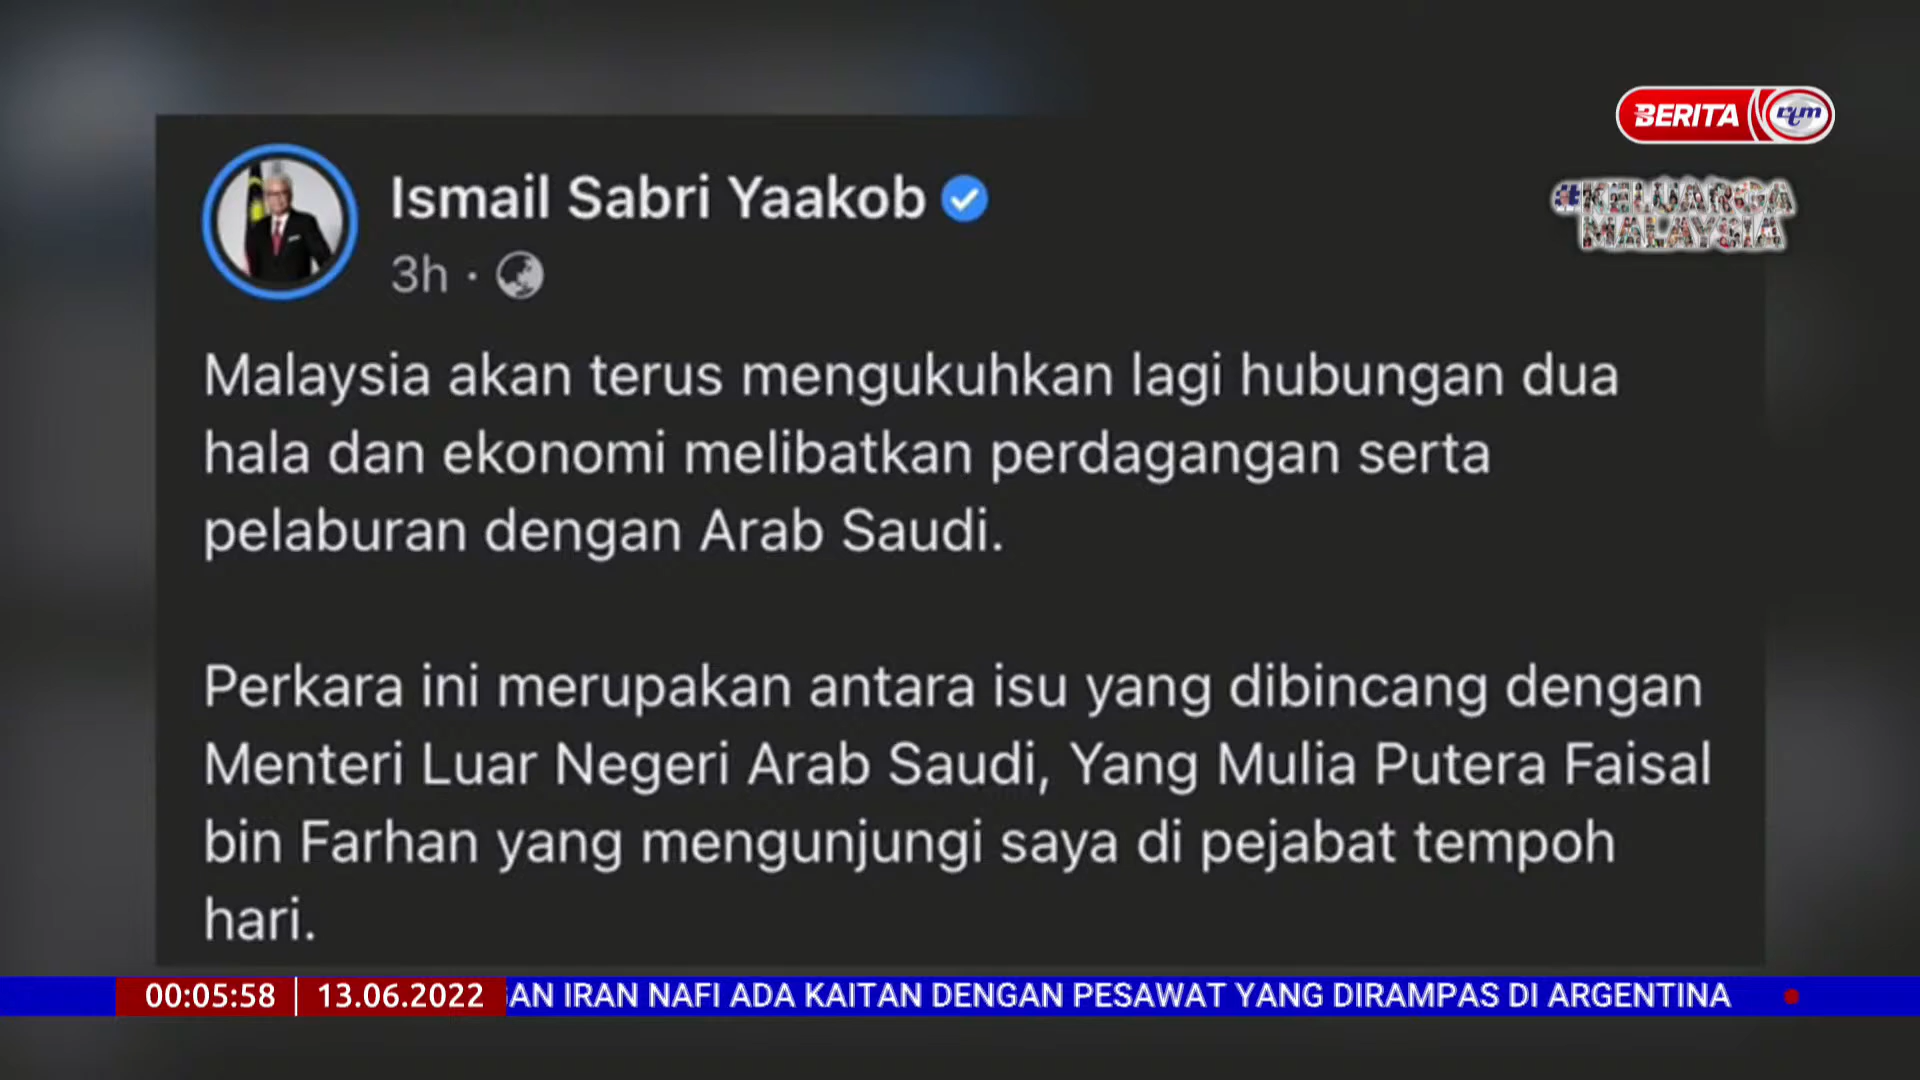 BERITA rtm
#KELUARGA
MALAYSIA
Ismail Sabri Yaakob
3h ·
Malaysia akan terus mengukuhkan lagi hubungan dua
hala dan ekonomi melibatkan perdagangan serta
pelaburan dengan Arab Saudi.
Perkara ini merupakan antara isu yang dibincang dengan
Menteri Luar Negeri Arab Saudi, Yang Mulia Putera Faisal
bin Farhan yang mengunjungi saya di pejabat tempoh
hari.
00:05:58 | 13.06.2022 AN IRAN NAFI ADA KAITAN DENGAN PESAWAT YANG DIRAMPAS DI ARGENTINA